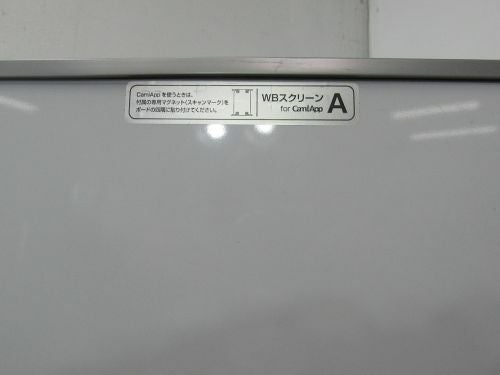 CamiAppを使うときは、
付属の専用マグネット(スキャンマーク)を
ボードの四隅に貼り付けてください。
WBスクリーン
for CamiApp
A